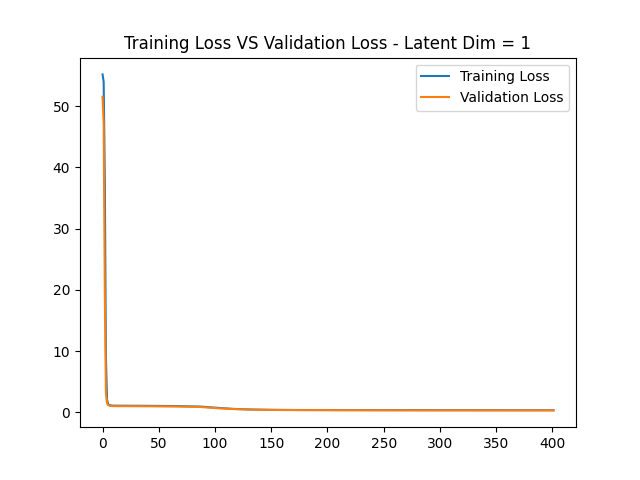 Training Loss VS Validation Loss - Latent Dim = 1
Training Loss
Validation Loss
50
40
30
20
10
0
0 50 100 150 200 250 300 350 400